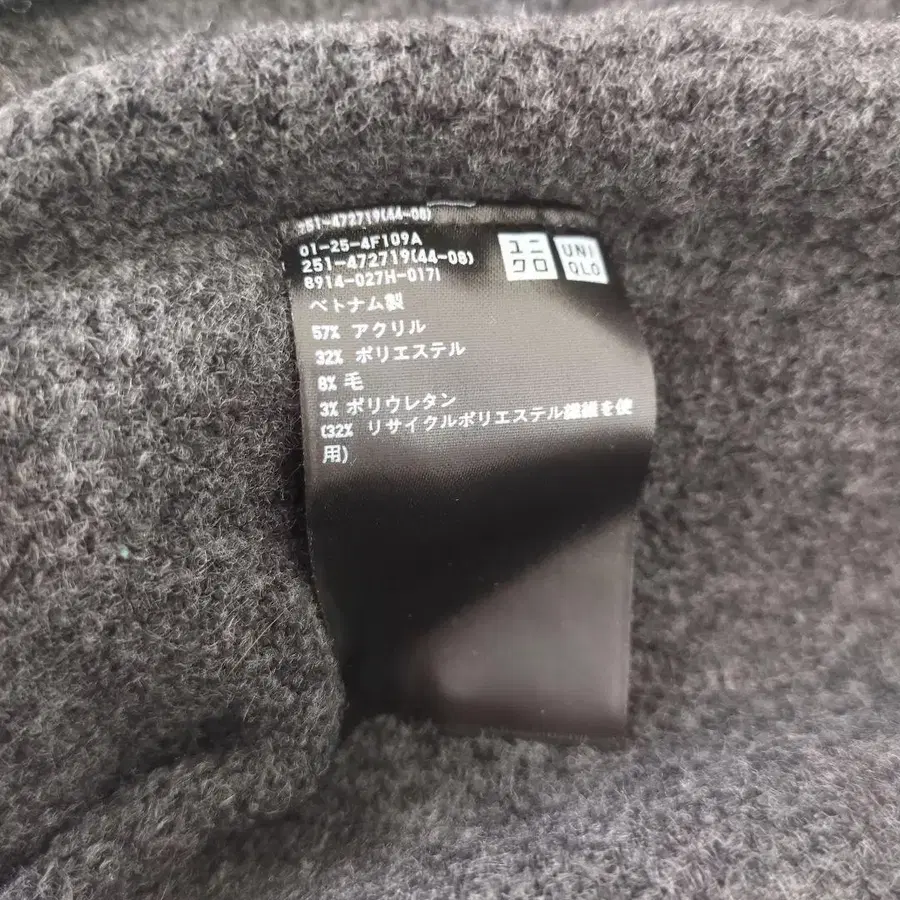 251-472719(44-08)
01-25-4F109A
251-472719(44-08)
8914-027H-0171
ユニ
クロ
UNI
QLO
ベトナム製
57% アクリル
32% ポリエステル
8% 毛
3% ポリウレタン
(32% リサイクルポリエステル繊維を使
用)